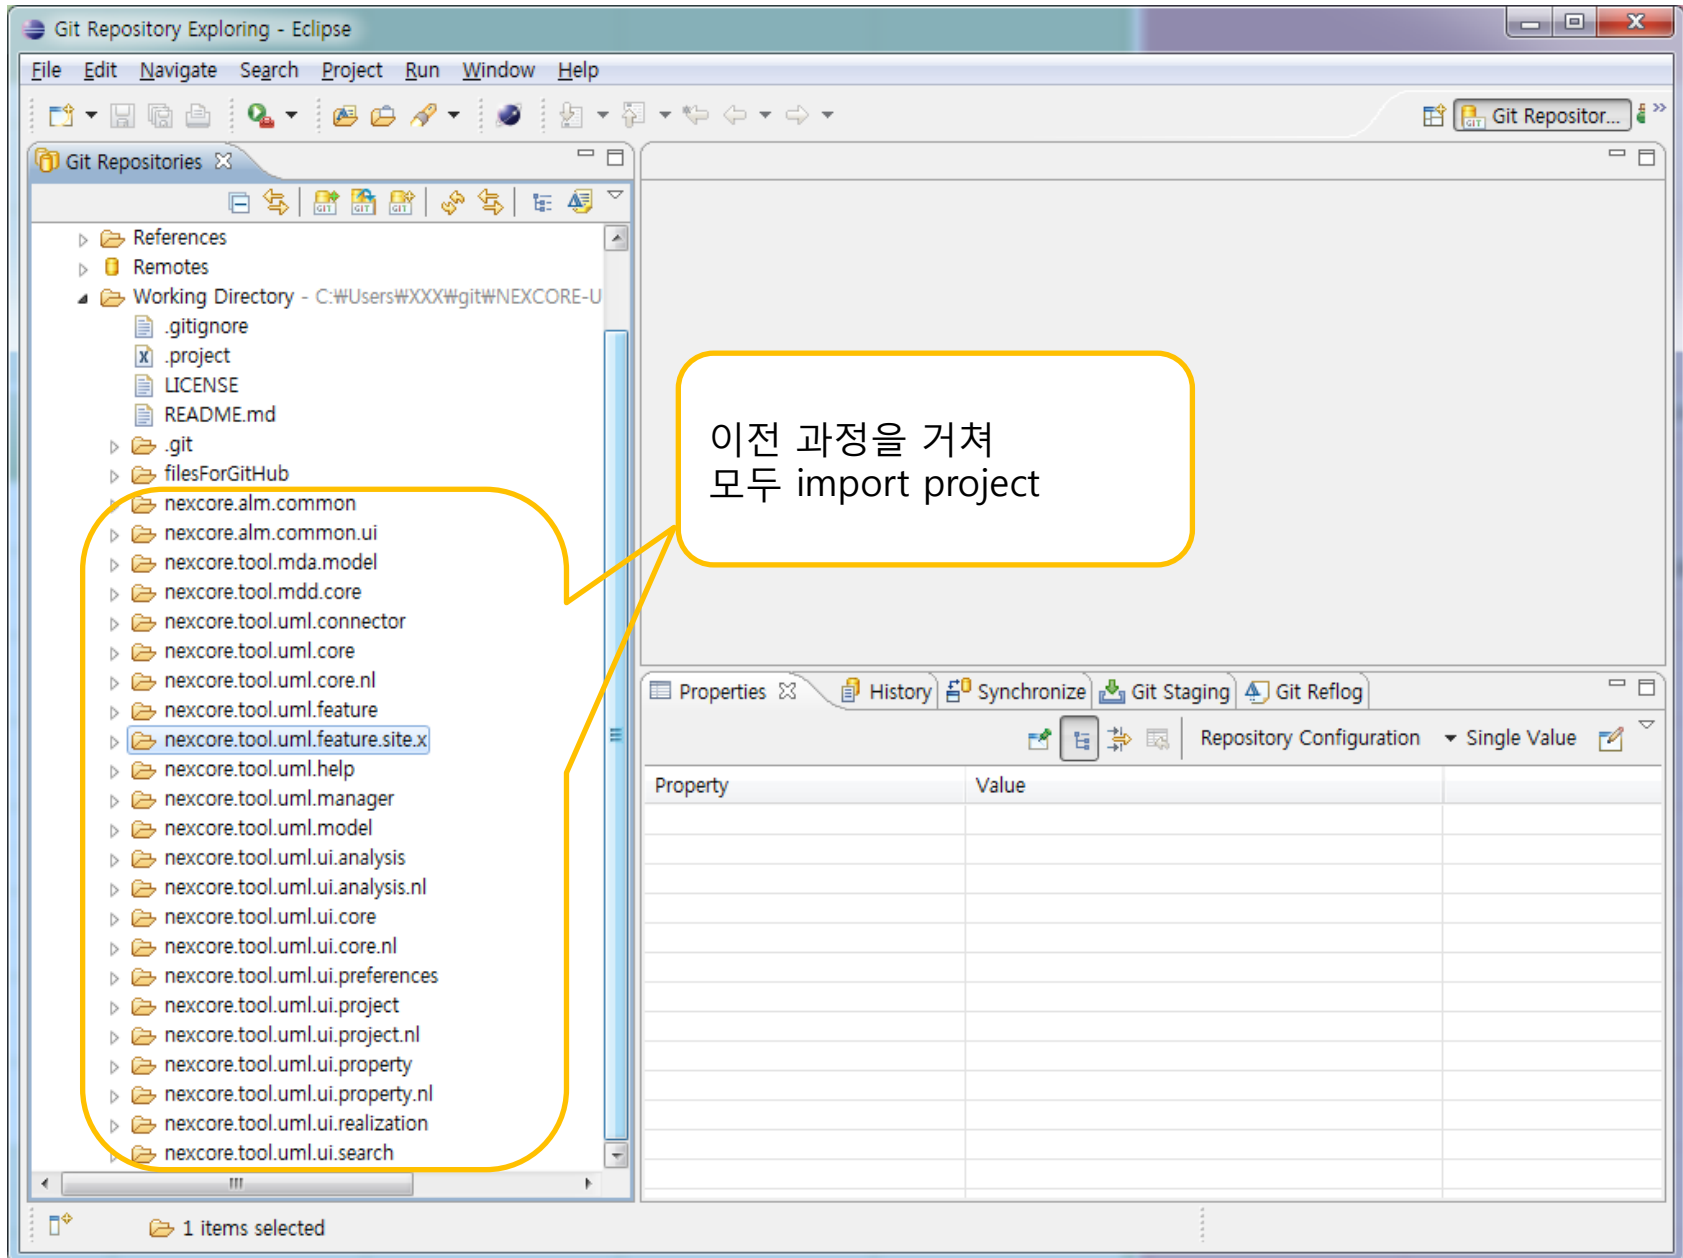 Git Repository Exploring - Eclipse
File Edit Navigate Search Project Run Window Help
Git Repositor...
Git Repositories
References
Remotes
Working Directory - C:₩Users₩XXX₩git₩NEXCORE-U
.gitignore
.project
LICENSE
README.md
.git
filesForGitHub
nexcore.alm.common
nexcore.alm.common.ui
nexcore.tool.mda.model
nexcore.tool.mdd.core
nexcore.tool.uml.connector
nexcore.tool.uml.core
nexcore.tool.uml.core.nl
nexcore.tool.uml.feature
nexcore.tool.uml.feature.site.x
nexcore.tool.uml.help
nexcore.tool.uml.manager
nexcore.tool.uml.model
nexcore.tool.uml.ui.analysis
nexcore.tool.uml.ui.analysis.nl
nexcore.tool.uml.ui.core
nexcore.tool.uml.ui.core.nl
nexcore.tool.uml.ui.preferences
nexcore.tool.uml.ui.project
nexcore.tool.uml.ui.project.nl
nexcore.tool.uml.ui.property
nexcore.tool.uml.ui.property.nl
nexcore.tool.uml.ui.realization
nexcore.tool.uml.ui.search
이전 과정을 거쳐
모두 import project
Properties History Synchronize Git Staging Git Reflog
Repository Configuration Single Value
Property Value
1 items selected